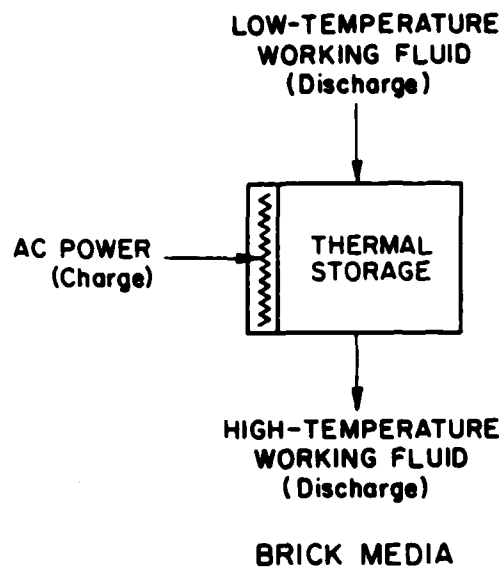 LOW-TEMPERATURE
WORKING FLUID
(Discharge)
AC POWER
(Charge)
THERMAL
STORAGE
HIGH-TEMPERATURE
WORKING FLUID
(Discharge)
BRICK MEDIA